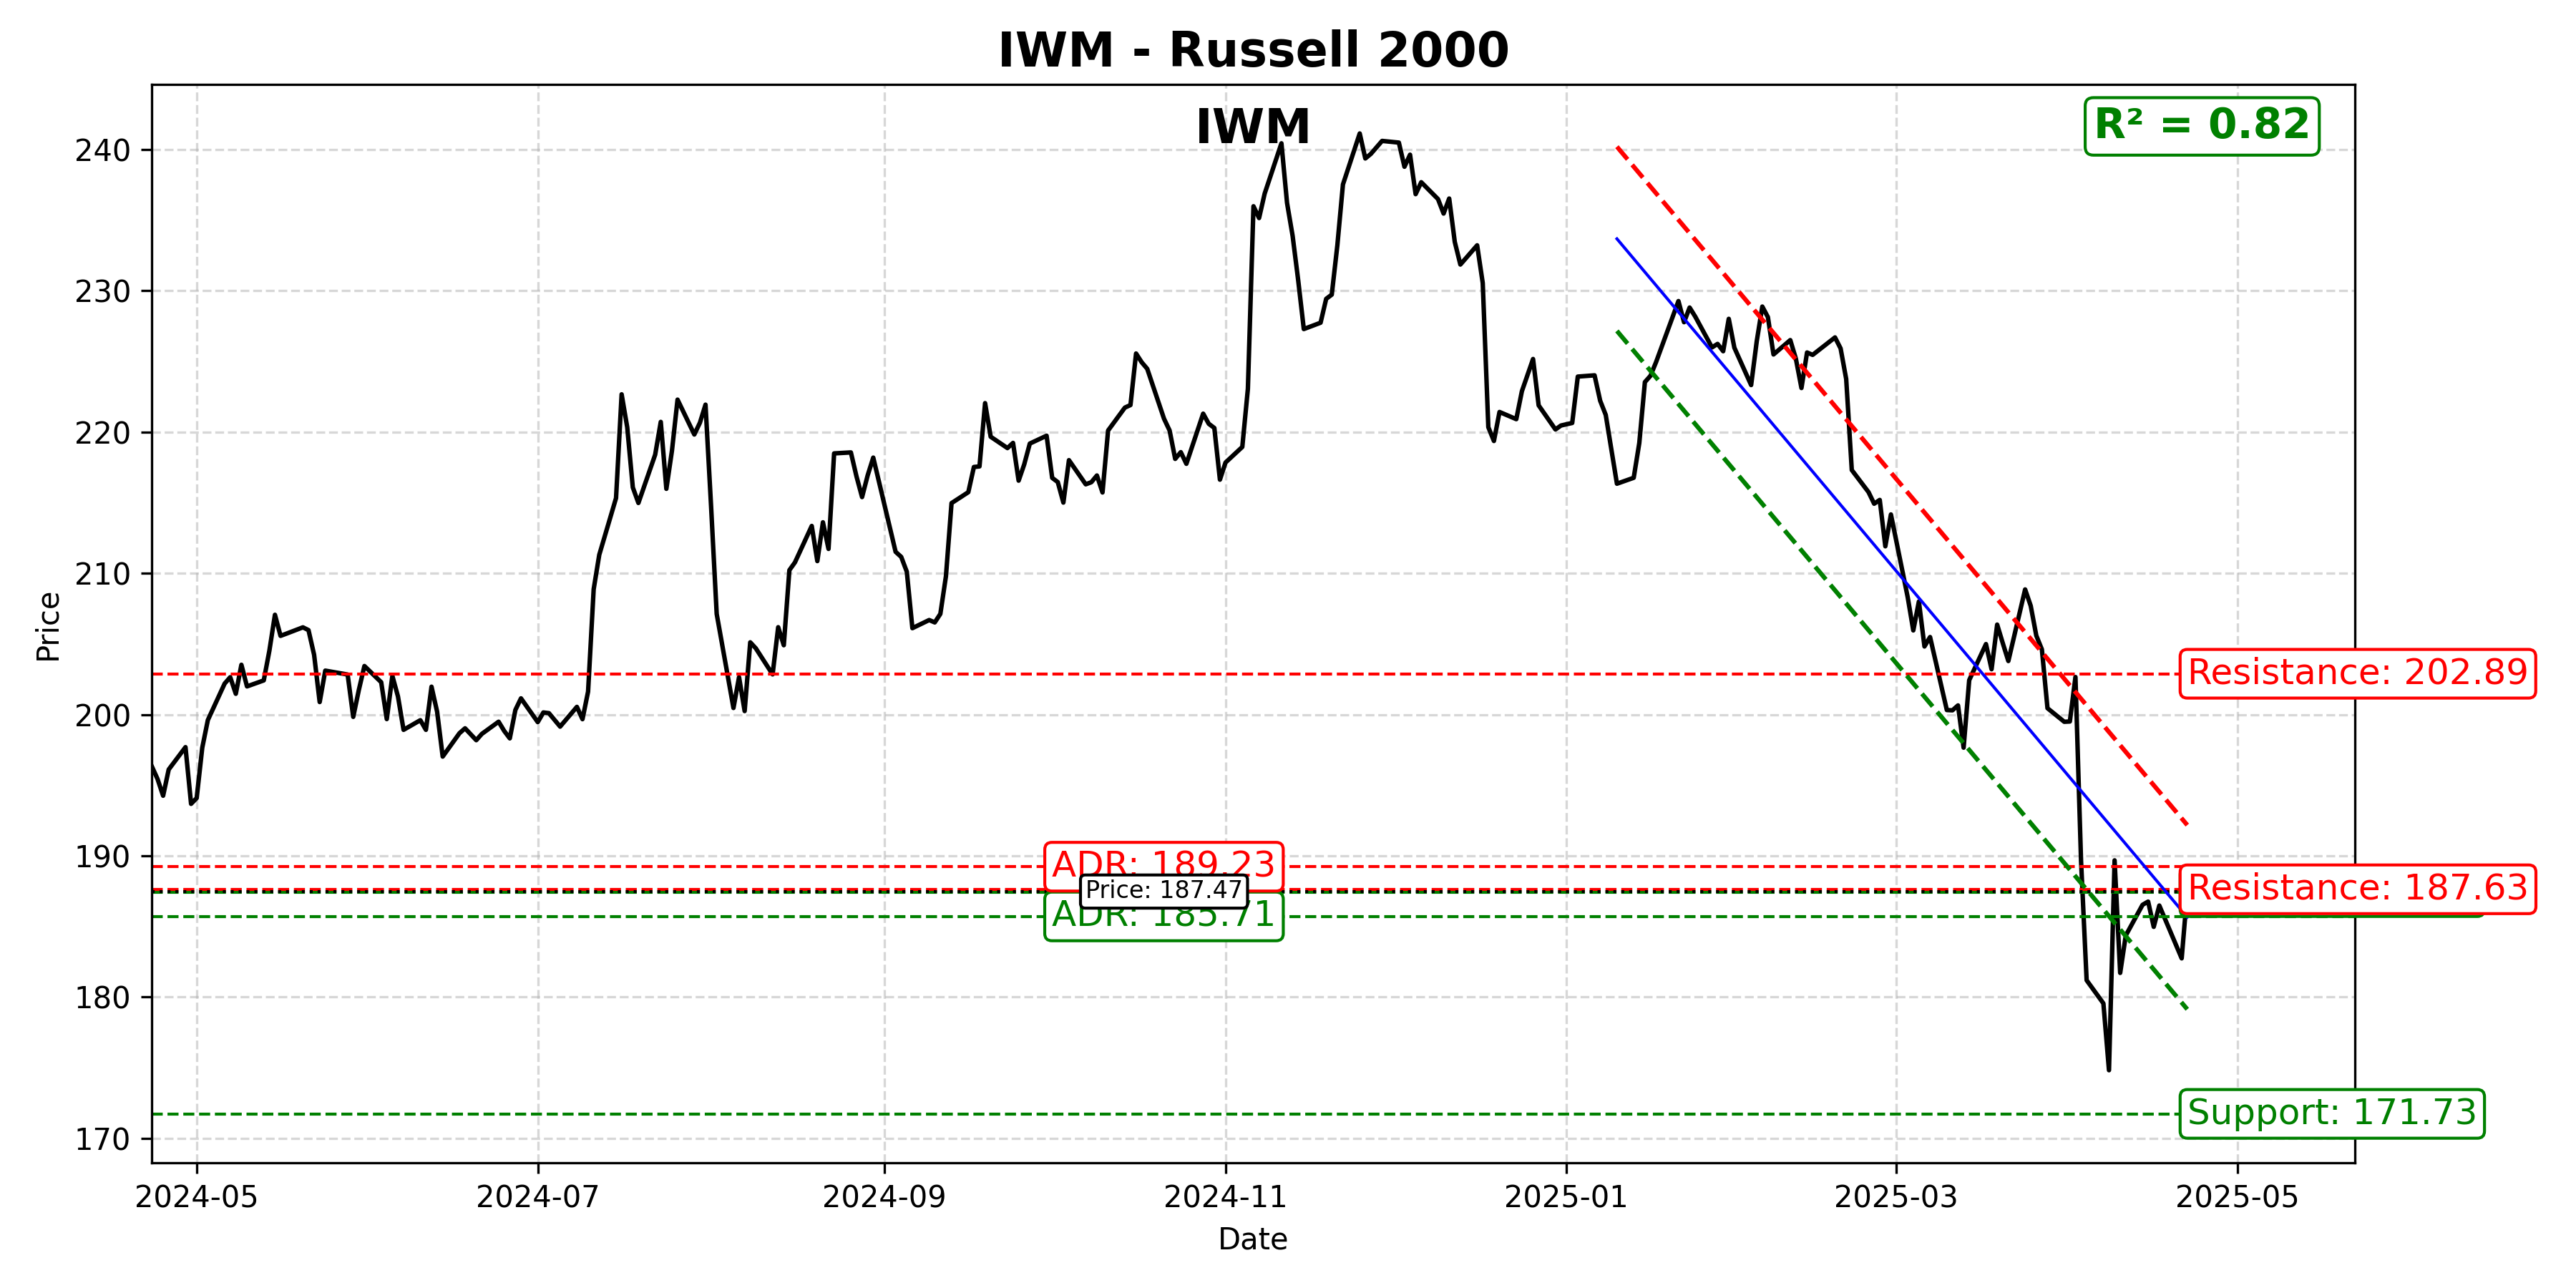 IWM - Russell 2000
IWM
R² = 0.82
Price
240
230
220
210
200
190
180
170
Resistance: 202.89
ADR: 189.23
Price: 187.47
Resistance: 187.63
ADR: 185.71
Support: 171.73
2024-05
2024-07
2024-09
2024-11
2025-01
2025-03
2025-05
Date